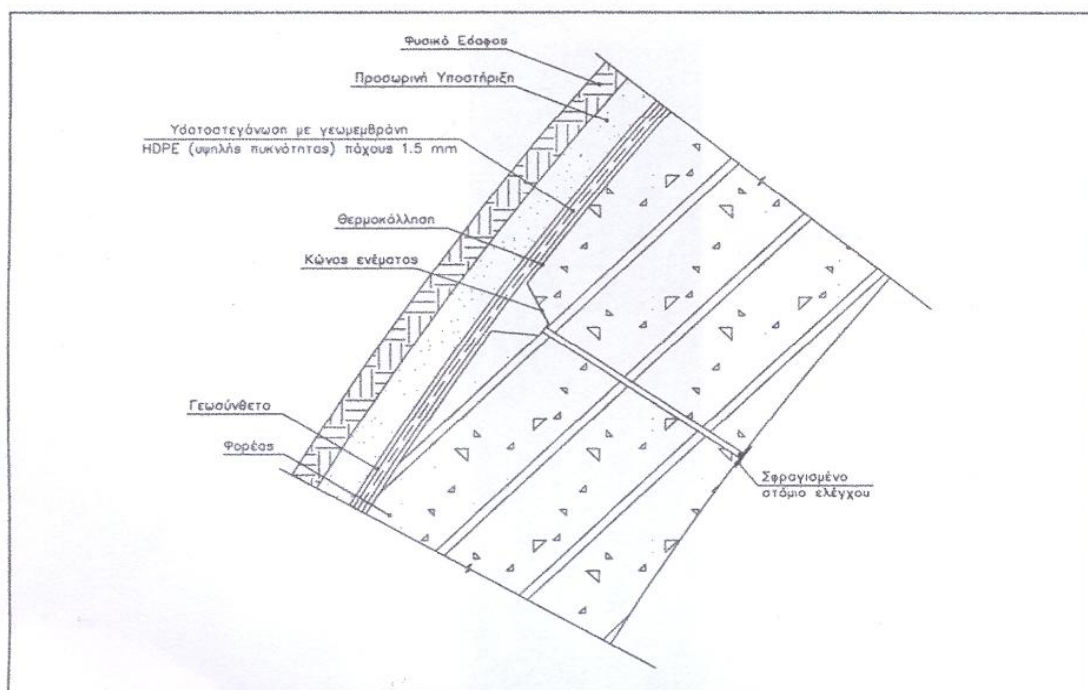 Φυσικό Εδαφος
Προσωρινή Υποστήριξη
Υδατοστεγάνωση με γεωμεμβράνη
HDPE (υψηλής πυκνότητας) πάχους 1.5 mm
Θερμοκόλληση
Κώνος ενέματος
Γεωσύνθετο
Φορέας
Σφραγισμένο
στόμιο ελέγχου